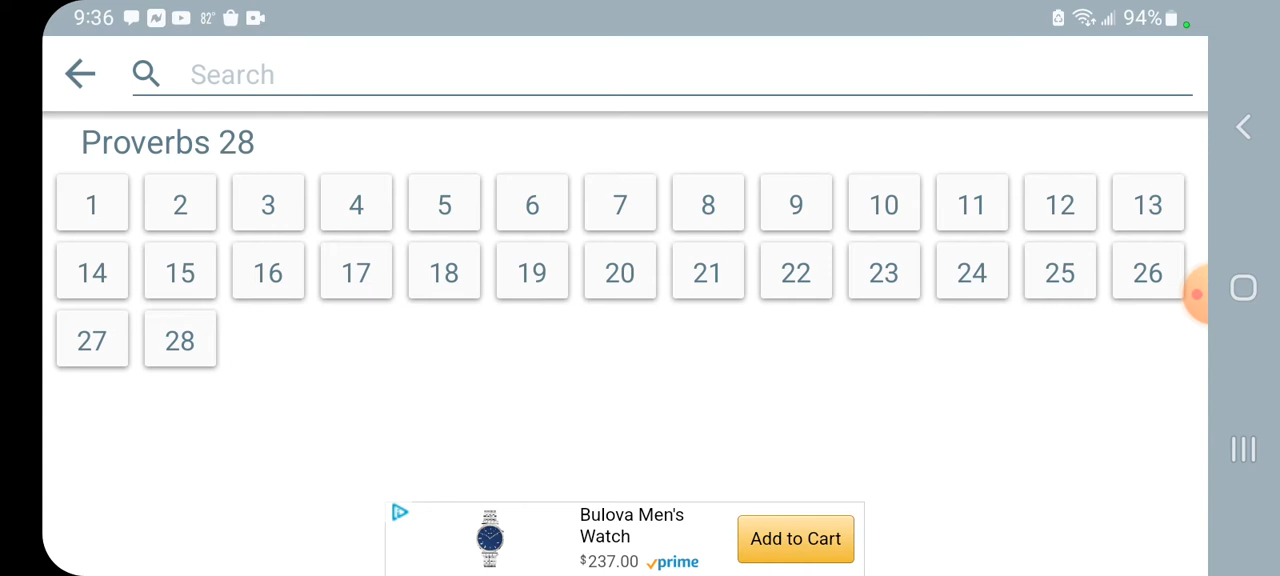 9:36 82° 94%
Search
Proverbs 28
1 2 3 4 5 6 7 8 9 10 11 12 13
14 15 16 17 18 19 20 21 22 23 24 25 26
27 28
Bulova Men's
Watch
$237.00 prime
Add to Cart